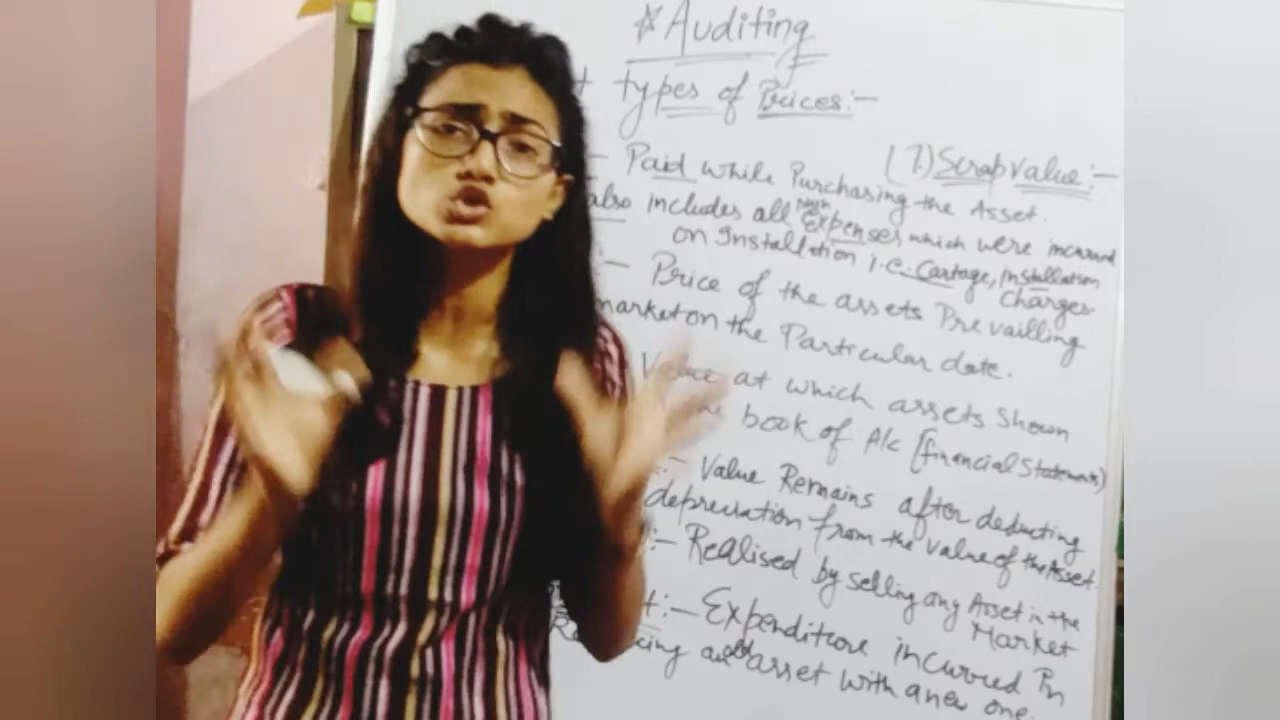 *Auditing
types of Prices:-
(7.) Scrap Value:-
- Paid while Purchasing the Asset.
also includes all Expenses which were incurred
on Installation i.e. Cartage, installation
charges
:- Price of the assets Prevailling
market on the Particular date.
Value at which assets Shown
book of A/c [financial Statements)
:- Value Remains after deducting
depreciation from the value of the Asset.
:- Realised by selling any Asset in the
Market
t:- Expenditure incurred in
cing an old asset with a new one.